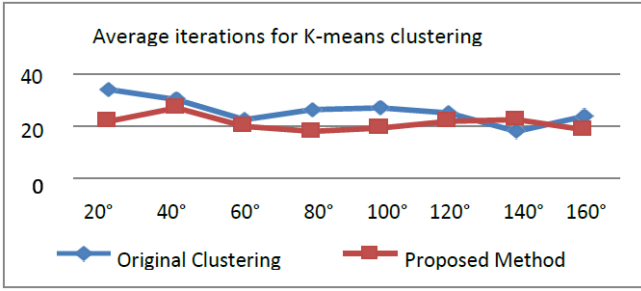 Average iterations for K-means clustering
40
20
0
20° 40° 60° 80° 100° 120° 140° 160°
Original Clustering Proposed Method